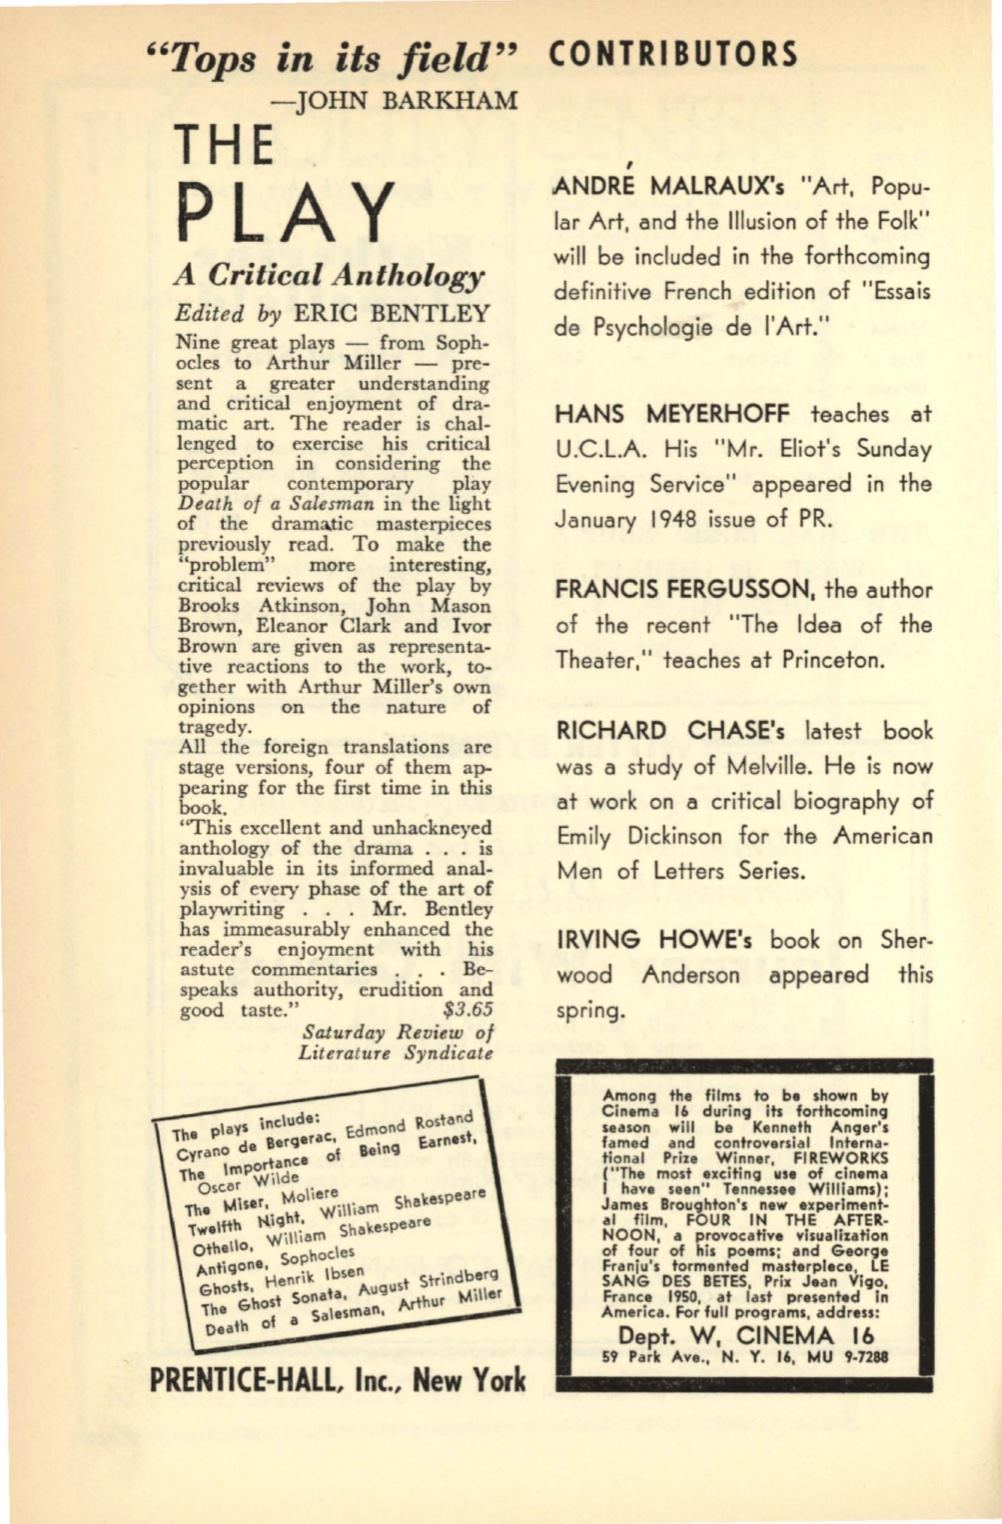 "Tops in its field"
—JOHN BARKHAM
THE
PLAY
A Critical Anthology
Edited by ERIC BENTLEY
Nine great plays — from Soph-
ocles to Arthur Miller — pre-
sent a greater understanding
and critical enjoyment of dra-
matic art. The reader is chal-
lenged to exercise his critical
perception in considering the
popular contemporary play
Death of a Salesman in the light
of the dramatic masterpieces
previously read. To make the
"problem" more interesting,
critical reviews of the play by
Brooks Atkinson, John Mason
Brown, Eleanor Clark and Ivor
Brown are given as representa-
tive reactions to the work, to-
gether with Arthur Miller's own
opinions on the nature of
tragedy.
All the foreign translations are
stage versions, four of them ap-
pearing for the first time in this
book.
"This excellent and unhackneyed
anthology of the drama . . . is
invaluable in its informed anal-
ysis of every phase of the art of
playwriting . . . Mr. Bentley
has immeasurably enhanced the
reader's enjoyment with his
astute commentaries . . . Be-
speaks authority, erudition and
good taste." $3.65
Saturday Review of
Literature Syndicate
The plays include:
Cyrano de Bergerac, Edmond Rostand
The Importance of Being Earnest,
Oscar Wilde
The Miser, Moliere
Twelfth Night, William Shakespeare
Othello, William Shakespeare
Antigone, Sophocles
Ghosts, Henrik Ibsen
The Ghost Sonata, August Strindberg
Death of a Salesman, Arthur Miller
PRENTICE-HALL, Inc., New York
CONTRIBUTORS
ANDRÉ MALRAUX's "Art, Popu-
lar Art, and the Illusion of the Folk"
will be included in the forthcoming
definitive French edition of "Essais
de Psychologie de l'Art."
HANS MEYERHOFF teaches at
U.C.L.A. His "Mr. Eliot's Sunday
Evening Service" appeared in the
January 1948 issue of PR.
FRANCIS FERGUSSON, the author
of the recent "The Idea of the
Theater," teaches at Princeton.
RICHARD CHASE's latest book
was a study of Melville. He is now
at work on a critical biography of
Emily Dickinson for the American
Men of Letters Series.
IRVING HOWE's book on Sher-
wood Anderson appeared this
spring.
Among the films to be shown by
Cinema 16 during its forthcoming
season will be Kenneth Anger's
famed and controversial Interna-
tional Prize Winner, FIREWORKS
("The most exciting use of cinema
I have seen" Tennessee Williams);
James Broughton's new experiment-
al film, FOUR IN THE AFTER-
NOON, a provocative visualization
of four of his poems; and George
Franju's tormented masterpiece, LE
SANG DES BETES, Prix Jean Vigo,
France 1950, at last presented in
America. For full programs, address:
Dept. W, CINEMA 16
59 Park Ave., N. Y. 16, MU 9-7288